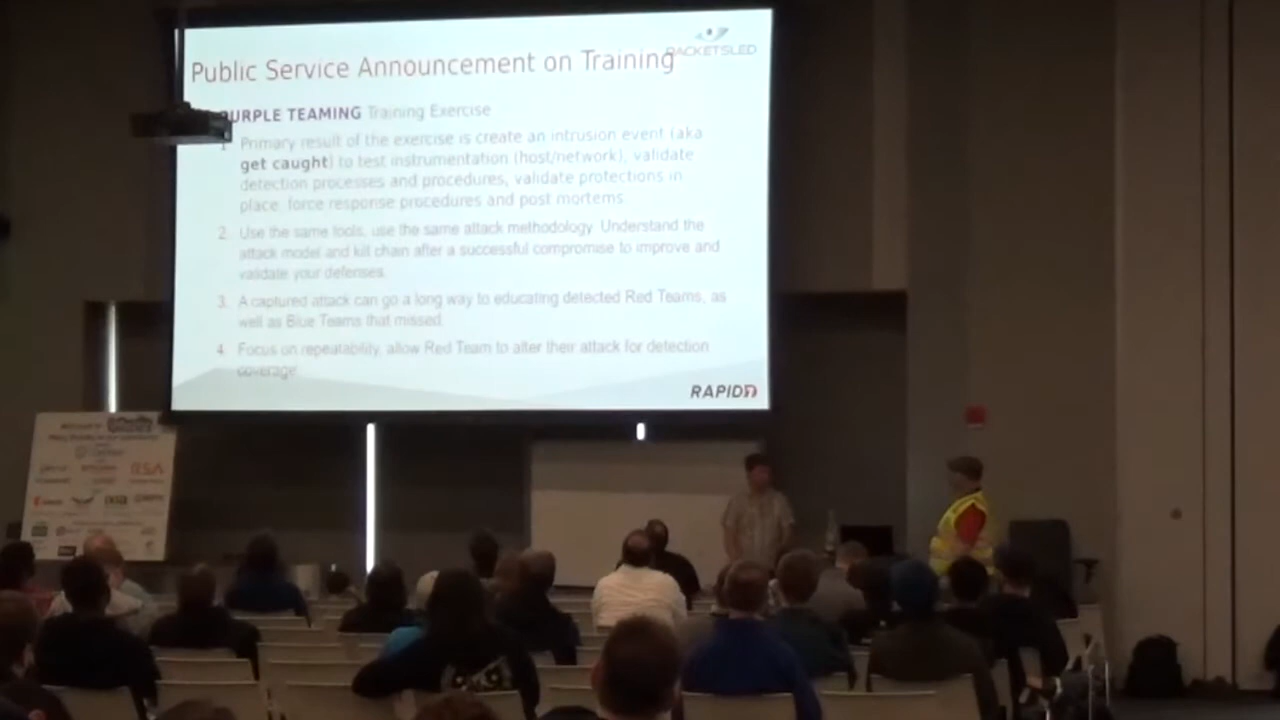 PACKETSLED
Public Service Announcement on Training
PURPLE TEAMING Training Exercise
1. Primary result of the exercise is create an intrusion event (aka
get caught) to test instrumentation (host/network), validate
detection processes and procedures, validate protections in
place, force response procedures and post mortems.
2. Use the same tools, use the same attack methodology. Understand the
attack model and kill chain after a successful compromise to improve and
validate your defenses.
3. A captured attack can go a long way to educating detected Red Teams, as
well as Blue Teams that missed.
4. Focus on repeatability, allow Red Team to alter their attack for detection
coverage.
RAPID7
RSA